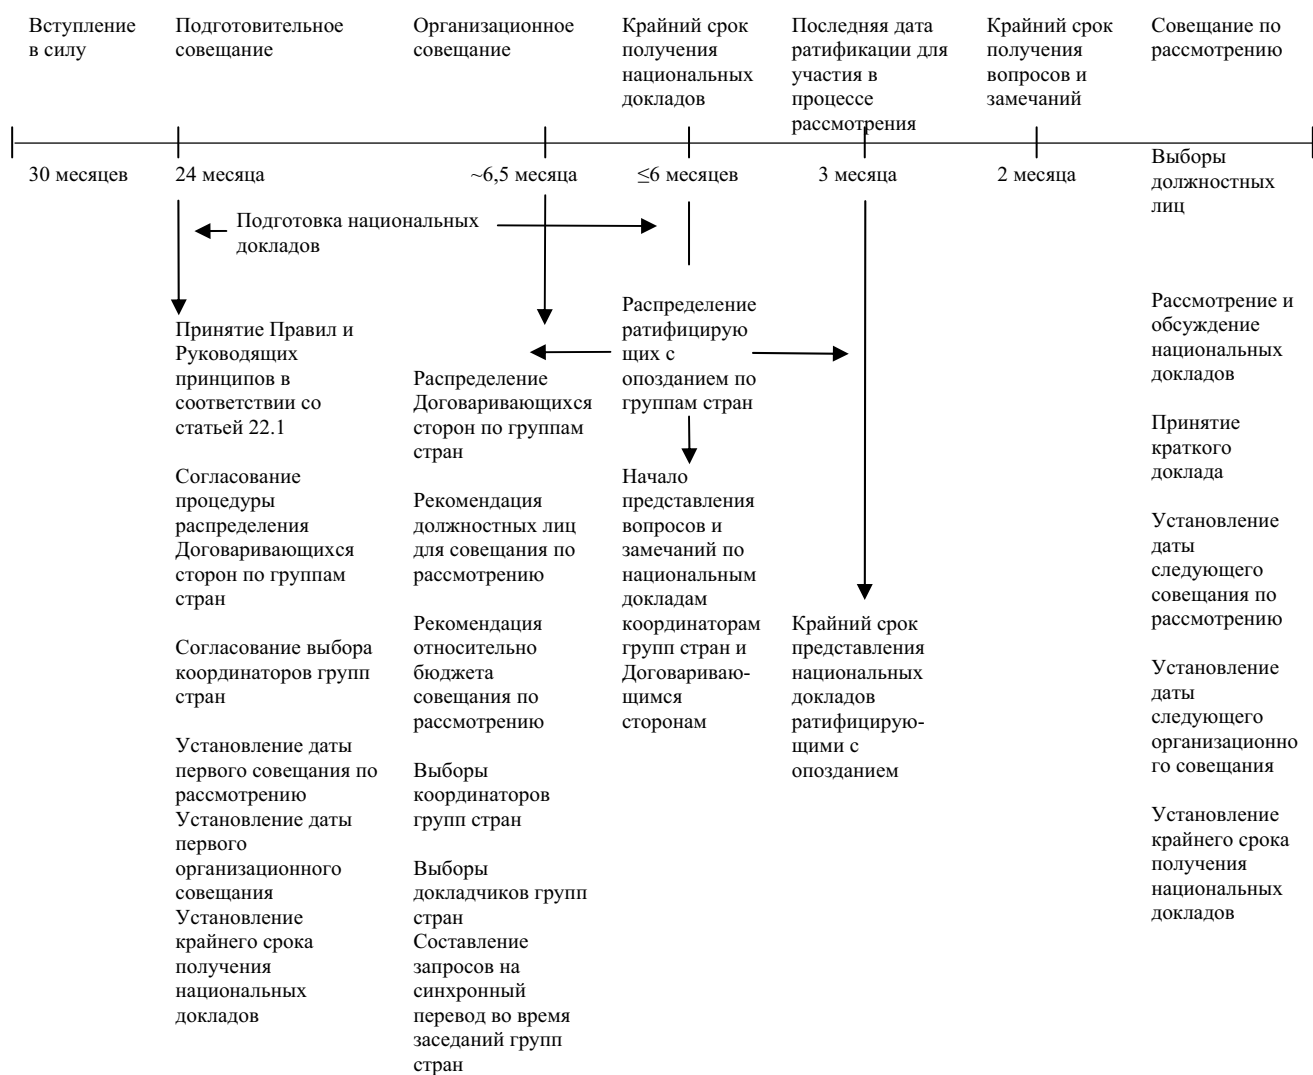 Вступление
в силу
Подготовительное
совещание
Организационное
совещание
Крайний срок
получения
национальных
докладов
Последняя дата
ратификации для
участия в
процессе
рассмотрения
Крайний срок
получения
вопросов и
замечаний
Совещание по
рассмотрению
30 месяцев
24 месяца
~6,5 месяца
≤6 месяцев
3 месяца
2 месяца
Выборы
должностных
лиц
Подготовка национальных
докладов
Принятие Правил и
Руководящих
принципов в
соответствии со
статьей 22.1
Согласование
процедуры
распределения
Договаривающихся
сторон по группам
стран
Согласование выбора
координаторов групп
стран
Установление даты
первого совещания по
рассмотрению
Установление даты
первого
организационного
совещания
Установление
крайнего срока
получения
национальных
докладов
Распределение
Договаривающихся
сторон по группам
стран
Рекомендация
должностных лиц
для совещания по
рассмотрению
Рекомендация
относительно
бюджета
совещания по
рассмотрению
Выборы
координаторов
групп стран
Выборы
докладчиков групп
стран
Составление
запросов на
синхронный
перевод во время
заседаний групп
стран
Распределение
ратифицирую
щих с
опозданием по
группам стран
Начало
представления
вопросов и
замечаний по
национальным
докладам
координаторам
групп стран и
Договариваю-
щимся
сторонам
Крайний срок
представления
национальных
докладов
ратифицирую-
щими с
опозданием
Рассмотрение и
обсуждение
национальных
докладов
Принятие
краткого
доклада
Установление
даты
следующего
совещания по
рассмотрению
Установление
даты
следующего
организационно
го совещания
Установление
крайнего срока
получения
национальных
докладов